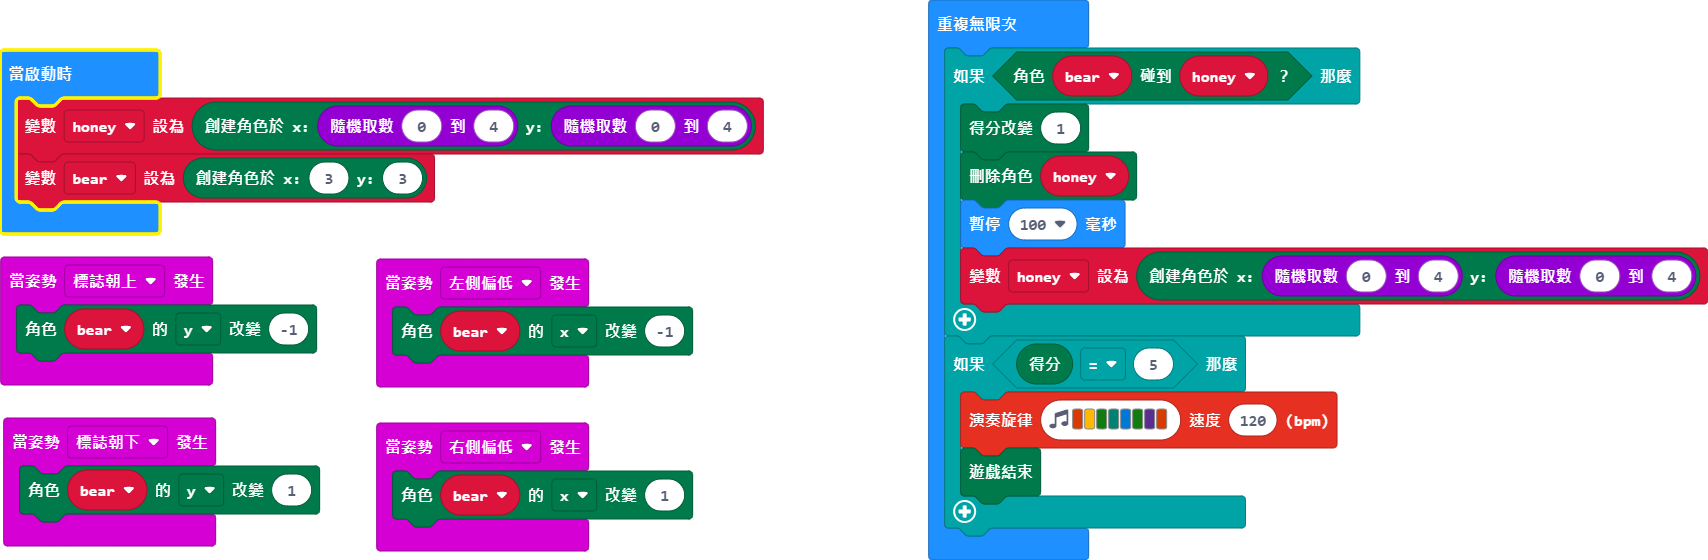 當啟動時
變數 honey 設為 創建角色於 x: 隨機取數 0 到 4 y: 隨機取數 0 到 4
變數 bear 設為 創建角色於 x: 3 y: 3
當姿勢 標誌朝上 發生
角色 bear 的 y 改變 -1
當姿勢 左側偏低 發生
角色 bear 的 x 改變 -1
當姿勢 標誌朝下 發生
角色 bear 的 y 改變 1
當姿勢 右側偏低 發生
角色 bear 的 x 改變 1
重複無限次
如果 角色 bear 碰到 honey ? 那麼
得分改變 1
刪除角色 honey
暫停 100 毫秒
變數 honey 設為 創建角色於 x: 隨機取數 0 到 4 y: 隨機取數 0 到 4
如果 得分 = 5 那麼
演奏旋律 速度 120 (bpm)
遊戲結束